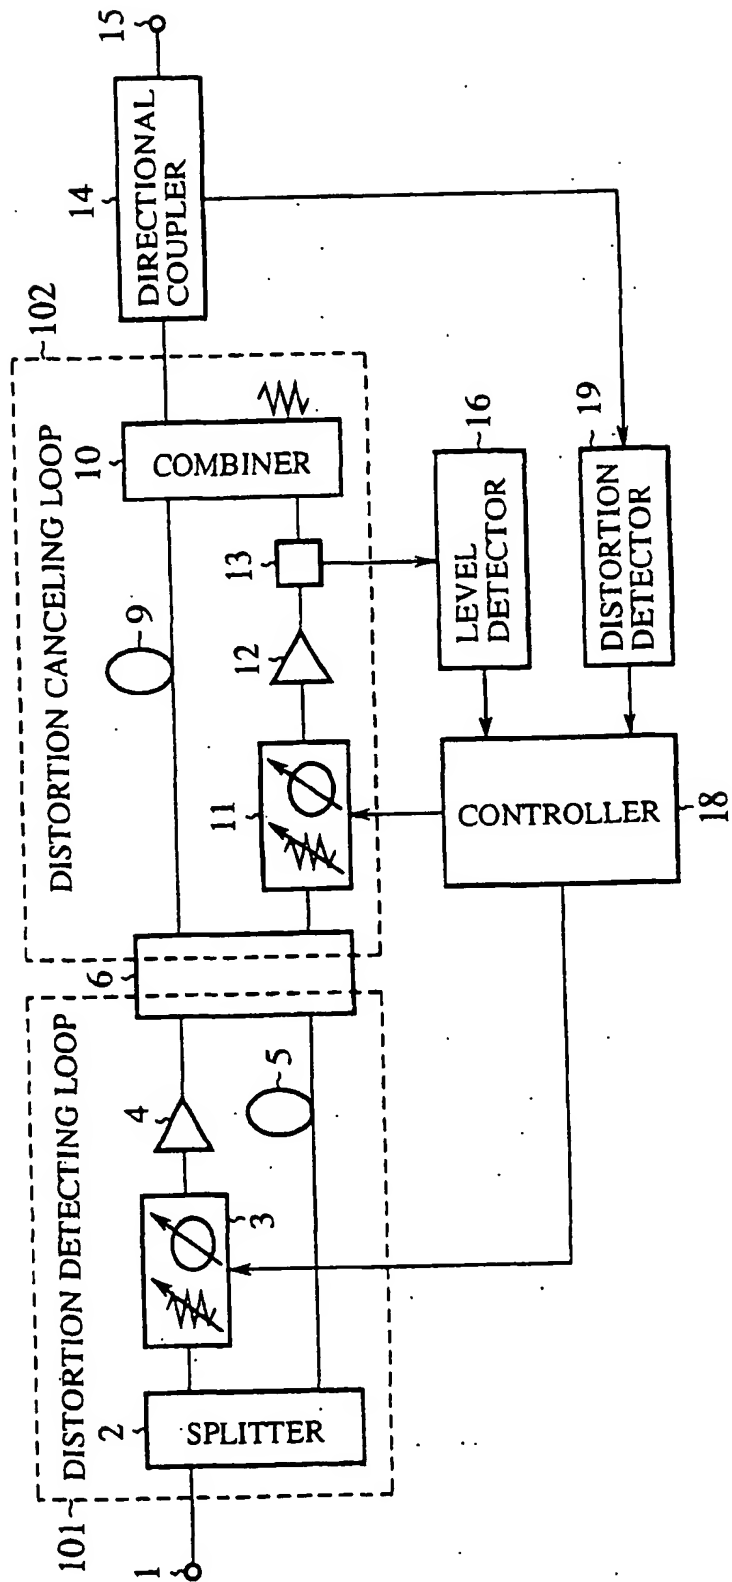 101
DISTORTION DETECTING LOOP
DISTORTION CANCELING LOOP
102
1
2
SPLITTER
3
4
5
6
9
10
COMBINER
11
12
13
14
DIRECTIONAL
COUPLER
15
16
LEVEL
DETECTOR
19
DISTORTION
DETECTOR
CONTROLLER
18